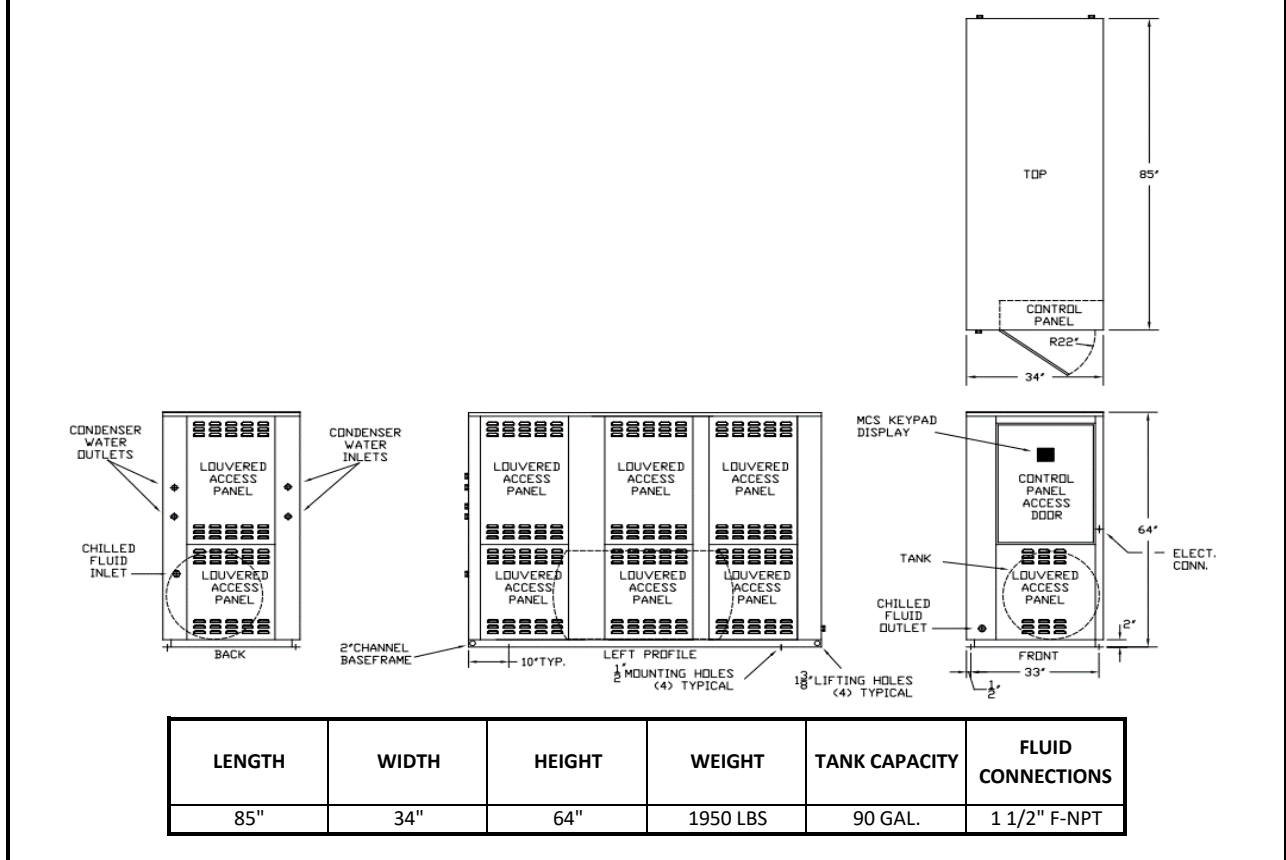 TOP
85"
CONTROL
PANEL
R22"
34"
CONDENSER
WATER
OUTLETS
CONDENSER
WATER
INLETS
LOUVERED
ACCESS
PANEL
CHILLED
FLUID
INLET
LOUVERED
ACCESS
PANEL
BACK
LOUVERED
ACCESS
PANEL
LOUVERED
ACCESS
PANEL
LOUVERED
ACCESS
PANEL
LOUVERED
ACCESS
PANEL
LOUVERED
ACCESS
PANEL
LOUVERED
ACCESS
PANEL
2"CHANNEL
BASEFRAME
10"TYP.
LEFT PROFILE
1/2" MOUNTING HOLES
(4) TYPICAL
1 3/8" LIFTING HOLES
(4) TYPICAL
MCS KEYPAD
DISPLAY
CONTROL
PANEL
ACCESS
DOOR
64"
ELECT.
CONN.
TANK
LOUVERED
ACCESS
PANEL
CHILLED
FLUID
OUTLET
2"
FRONT
33"
1/2"
LENGTH WIDTH HEIGHT WEIGHT TANK CAPACITY FLUID CONNECTIONS
85" 34" 64" 1950 LBS 90 GAL. 1 1/2" F-NPT